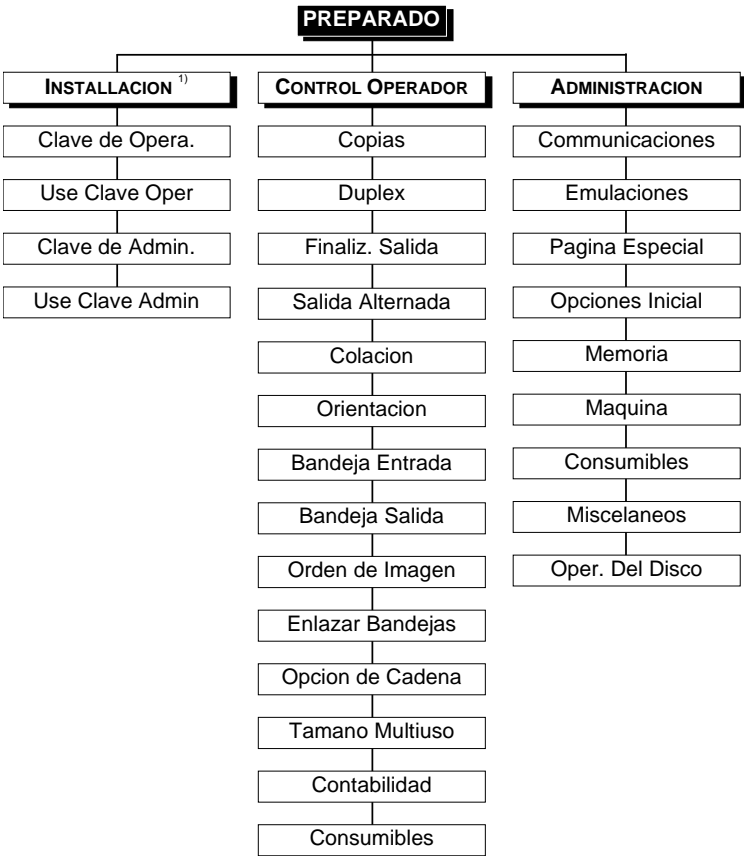 PREPARADO
INSTALLACION 1)
Clave de Opera.
Use Clave Oper
Clave de Admin.
Use Clave Admin
CONTROL OPERADOR
Copias
Duplex
Finaliz. Salida
Salida Alternada
Colacion
Orientacion
Bandeja Entrada
Bandeja Salida
Orden de Imagen
Enlazar Bandejas
Opcion de Cadena
Tamano Multiuso
Contabilidad
Consumibles
ADMINISTRACION
Communicaciones
Emulaciones
Pagina Especial
Opciones Inicial
Memoria
Maquina
Consumibles
Miscelaneos
Oper. Del Disco